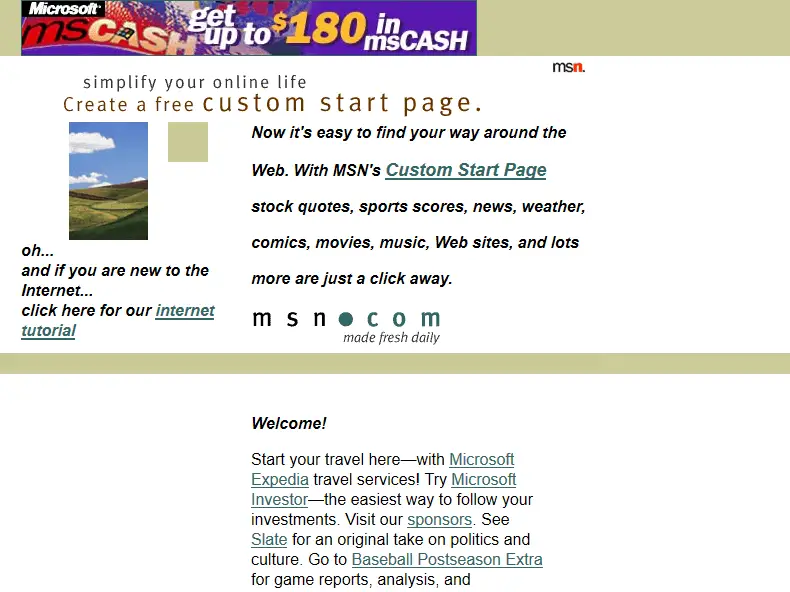 Microsoft
msCASH
get up to $180 in msCASH
msn.
simplify your online life
Create a free custom start page.
Now it's easy to find your way around the
Web. With MSN's Custom Start Page
stock quotes, sports scores, news, weather,
comics, movies, music, Web sites, and lots
more are just a click away.
oh...
and if you are new to the
Internet...
click here for our internet
tutorial
msn com
made fresh daily
Welcome!
Start your travel here—with Microsoft
Expedia travel services! Try Microsoft
Investor—the easiest way to follow your
investments. Visit our sponsors. See
Slate for an original take on politics and
culture. Go to Baseball Postseason Extra
for game reports, analysis, and